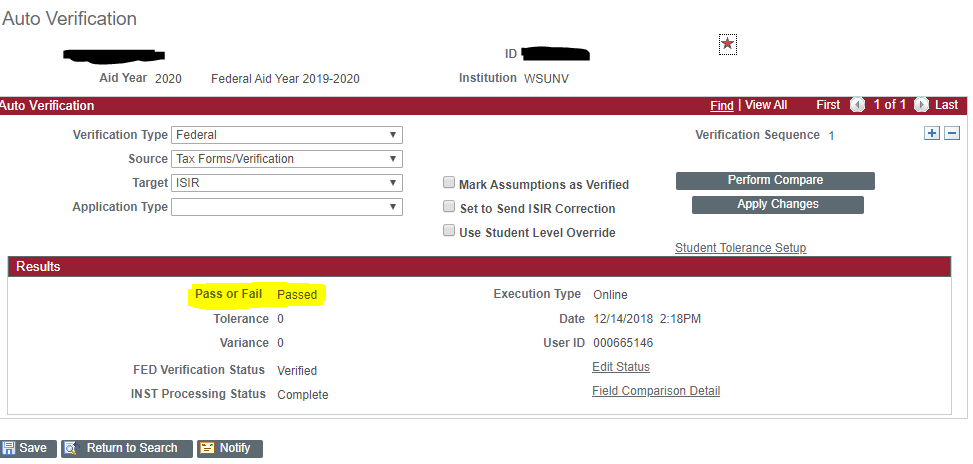 Auto Verification
ID
Aid Year 2020 Federal Aid Year 2019-2020 Institution WSUNV
Auto Verification Find | View All First 1 of 1 Last
Verification Type Federal Verification Sequence 1
Source Tax Forms/Verification
Target ISIR Mark Assumptions as Verified Perform Compare
Application Type Set to Send ISIR Correction Apply Changes
Use Student Level Override
Student Tolerance Setup
Results
Pass or Fail Passed Execution Type Online
Tolerance 0 Date 12/14/2018 2:18PM
Variance 0 User ID 000665146
FED Verification Status Verified Edit Status
INST Processing Status Complete Field Comparison Detail
Save Return to Search Notify